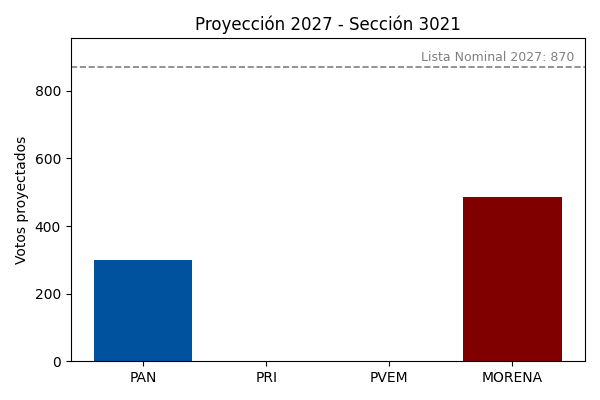 Proyección 2027 - Sección 3021
Lista Nominal 2027: 870
Votos proyectados
800
600
400
200
0
PAN PRI PVEM MORENA